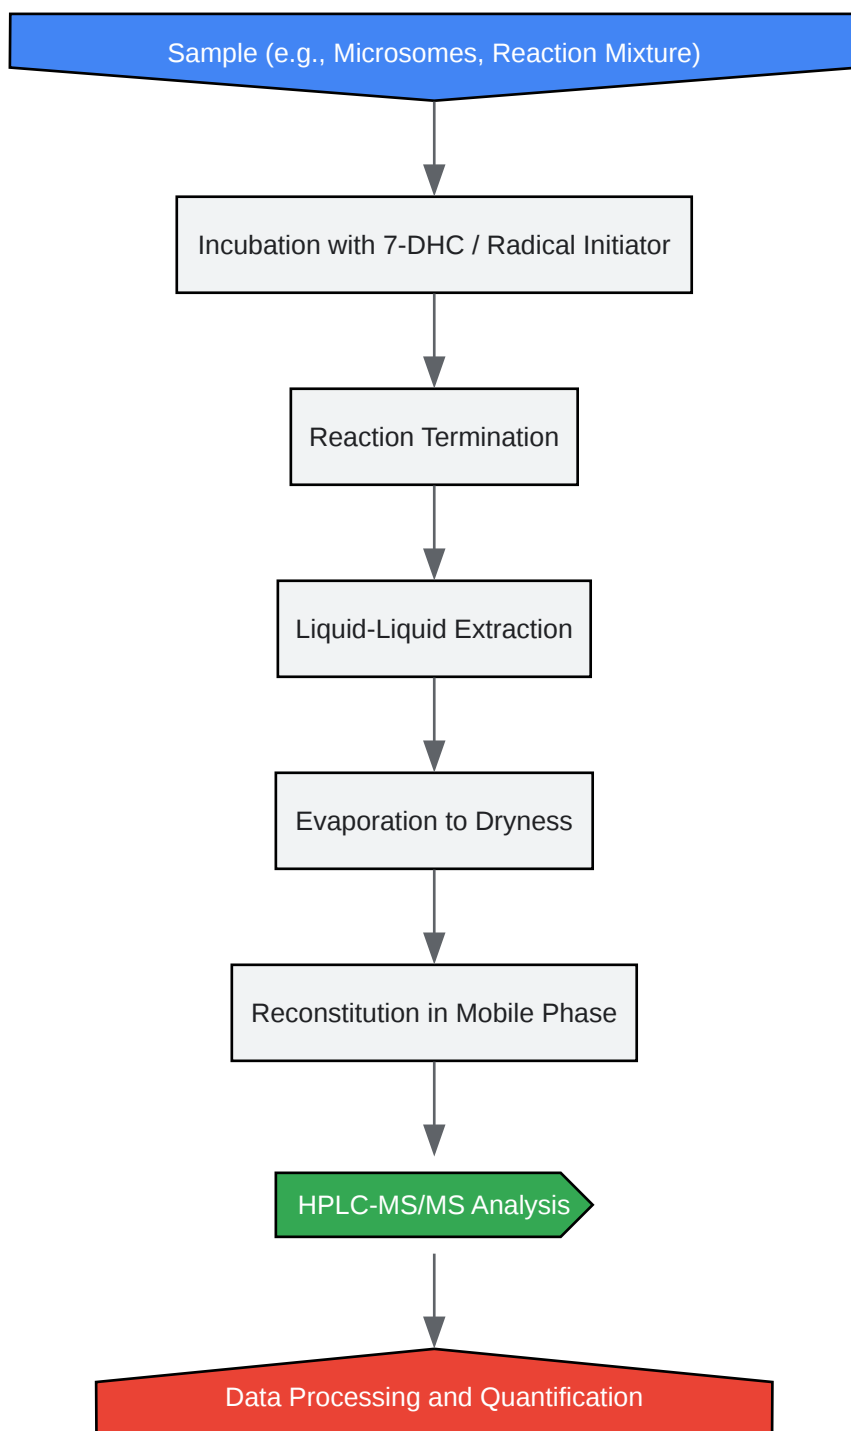 Sample (e.g., Microsomes, Reaction Mixture)
Incubation with 7-DHC / Radical Initiator
Reaction Termination
Liquid-Liquid Extraction
Evaporation to Dryness
Reconstitution in Mobile Phase
HPLC-MS/MS Analysis
Data Processing and Quantification